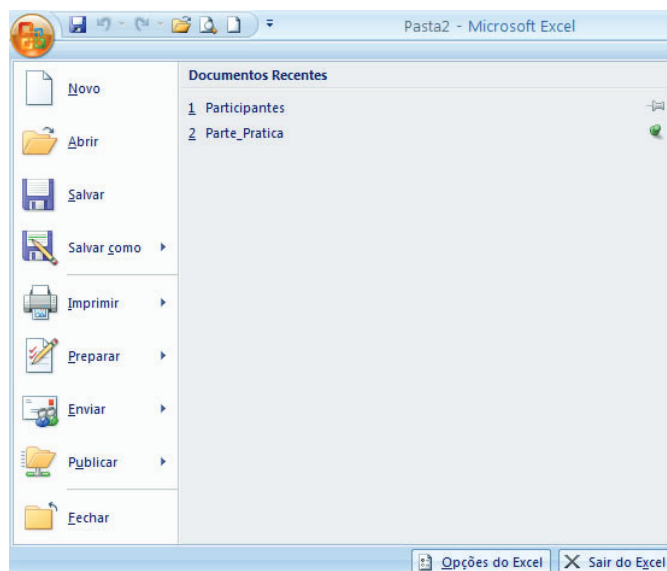 Pasta2 - Microsoft Excel
Novo
Abrir
Salvar
Salvar como
Imprimir
Preparar
Enviar
Publicar
Fechar
Documentos Recentes
1 Participantes
2 Parte_Pratica
Opções do Excel
Sair do Excel